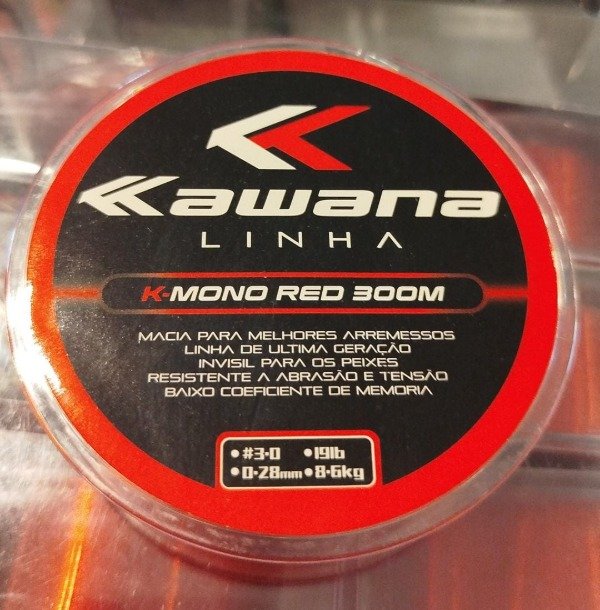 Kawana
LINHA
K-MONO RED 300M
MACIA PARA MELHORES ARREMESSOS
LINHA DE ULTIMA GERAÇÃO
INVISIL PARA OS PEIXES
RESISTENTE A ABRASÃO E TENSÃO
BAIXO COEFICIENTE DE MEMORIA
• #3.0 • 19lb
• 0.28mm • 8.6kg